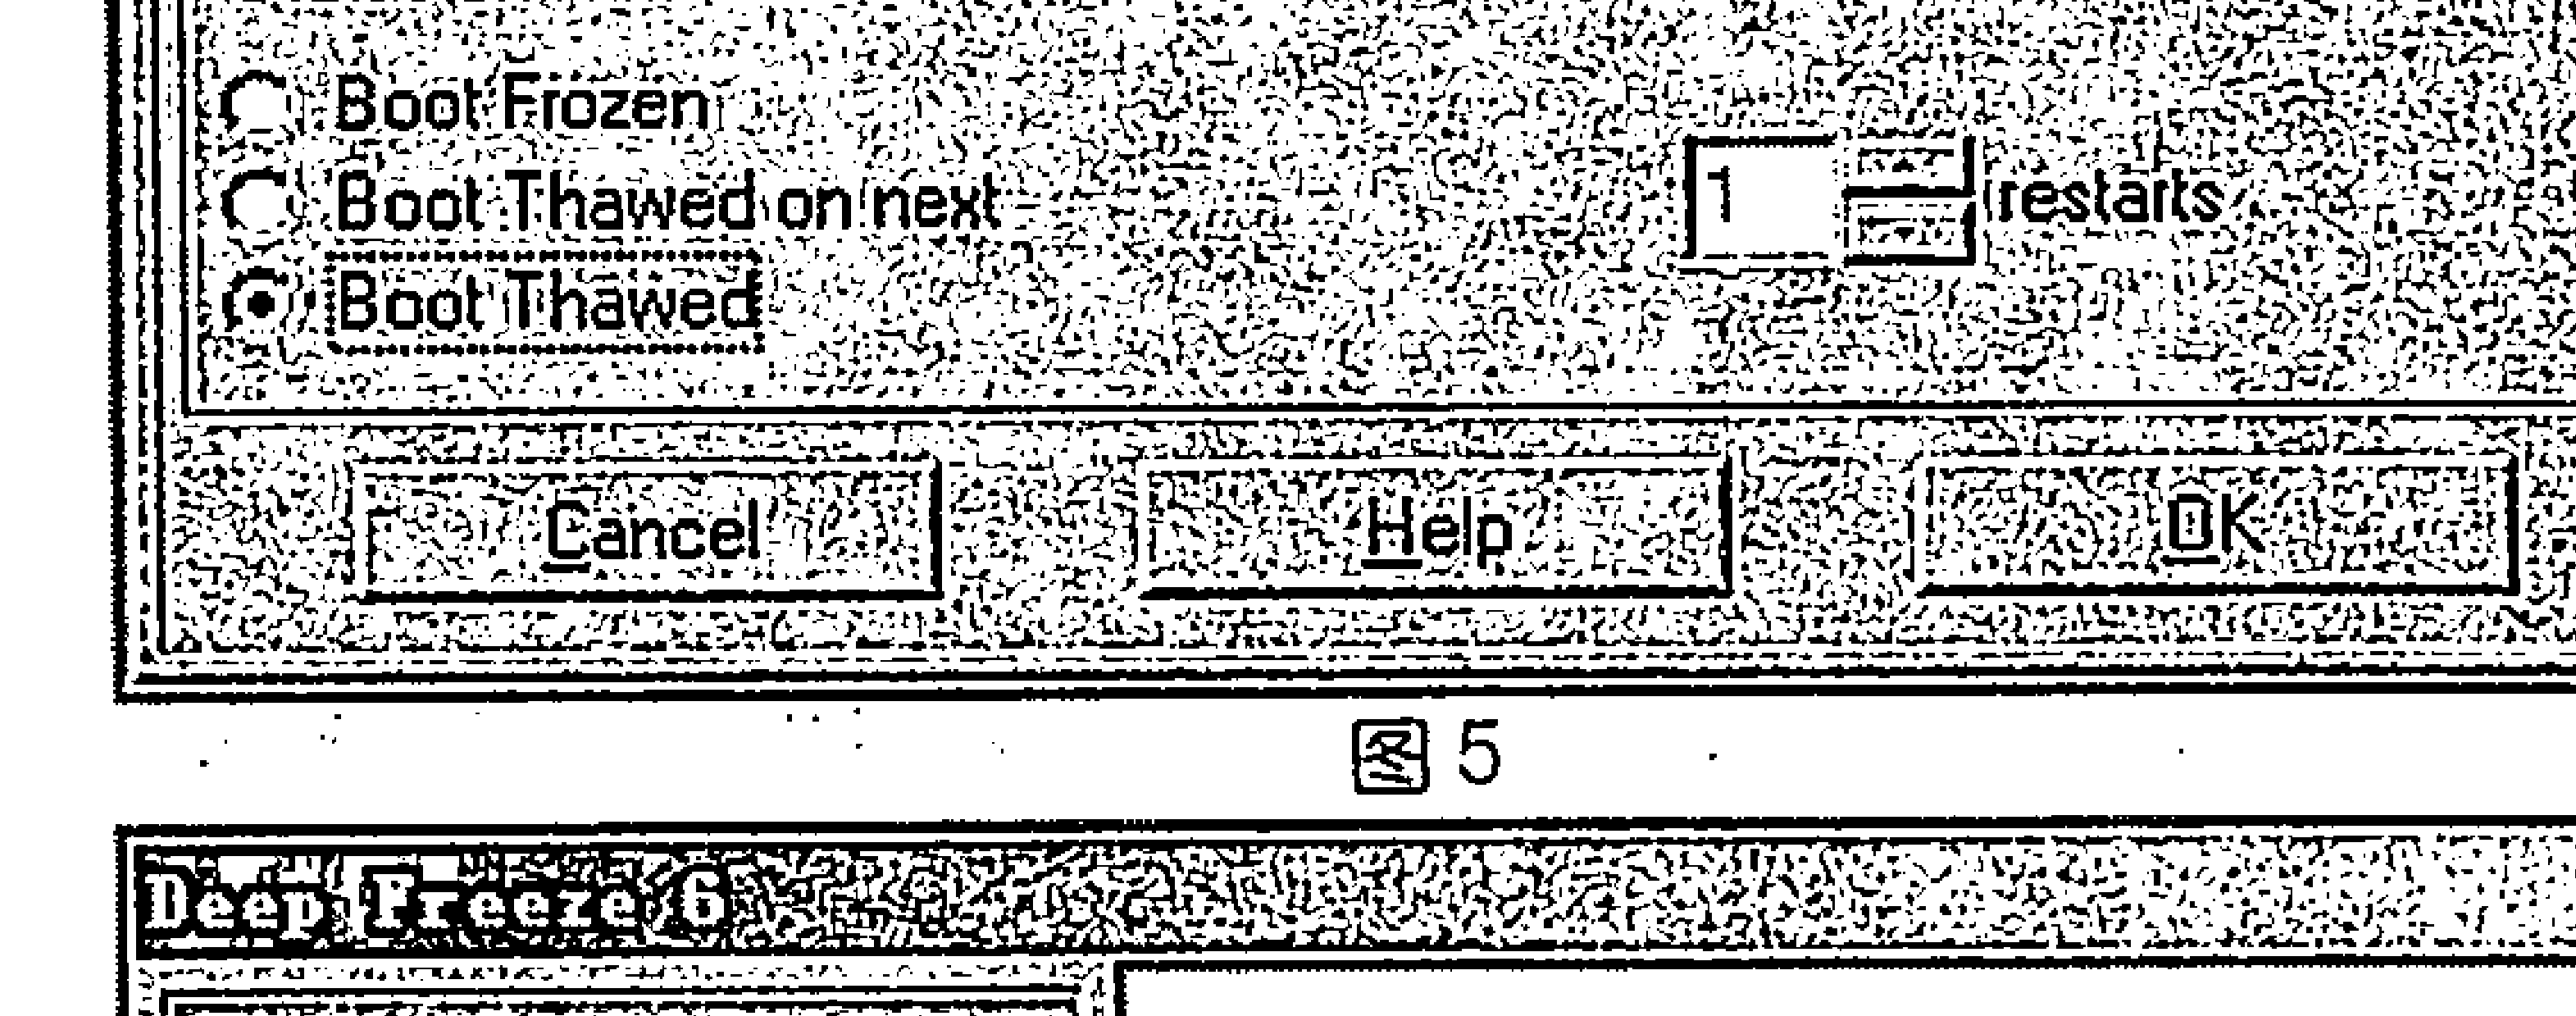 Boot Frozen
Boot Thawed on next 1 restarts
Boot Thawed
Cancel Help OK
图 5
Deep Freeze 6